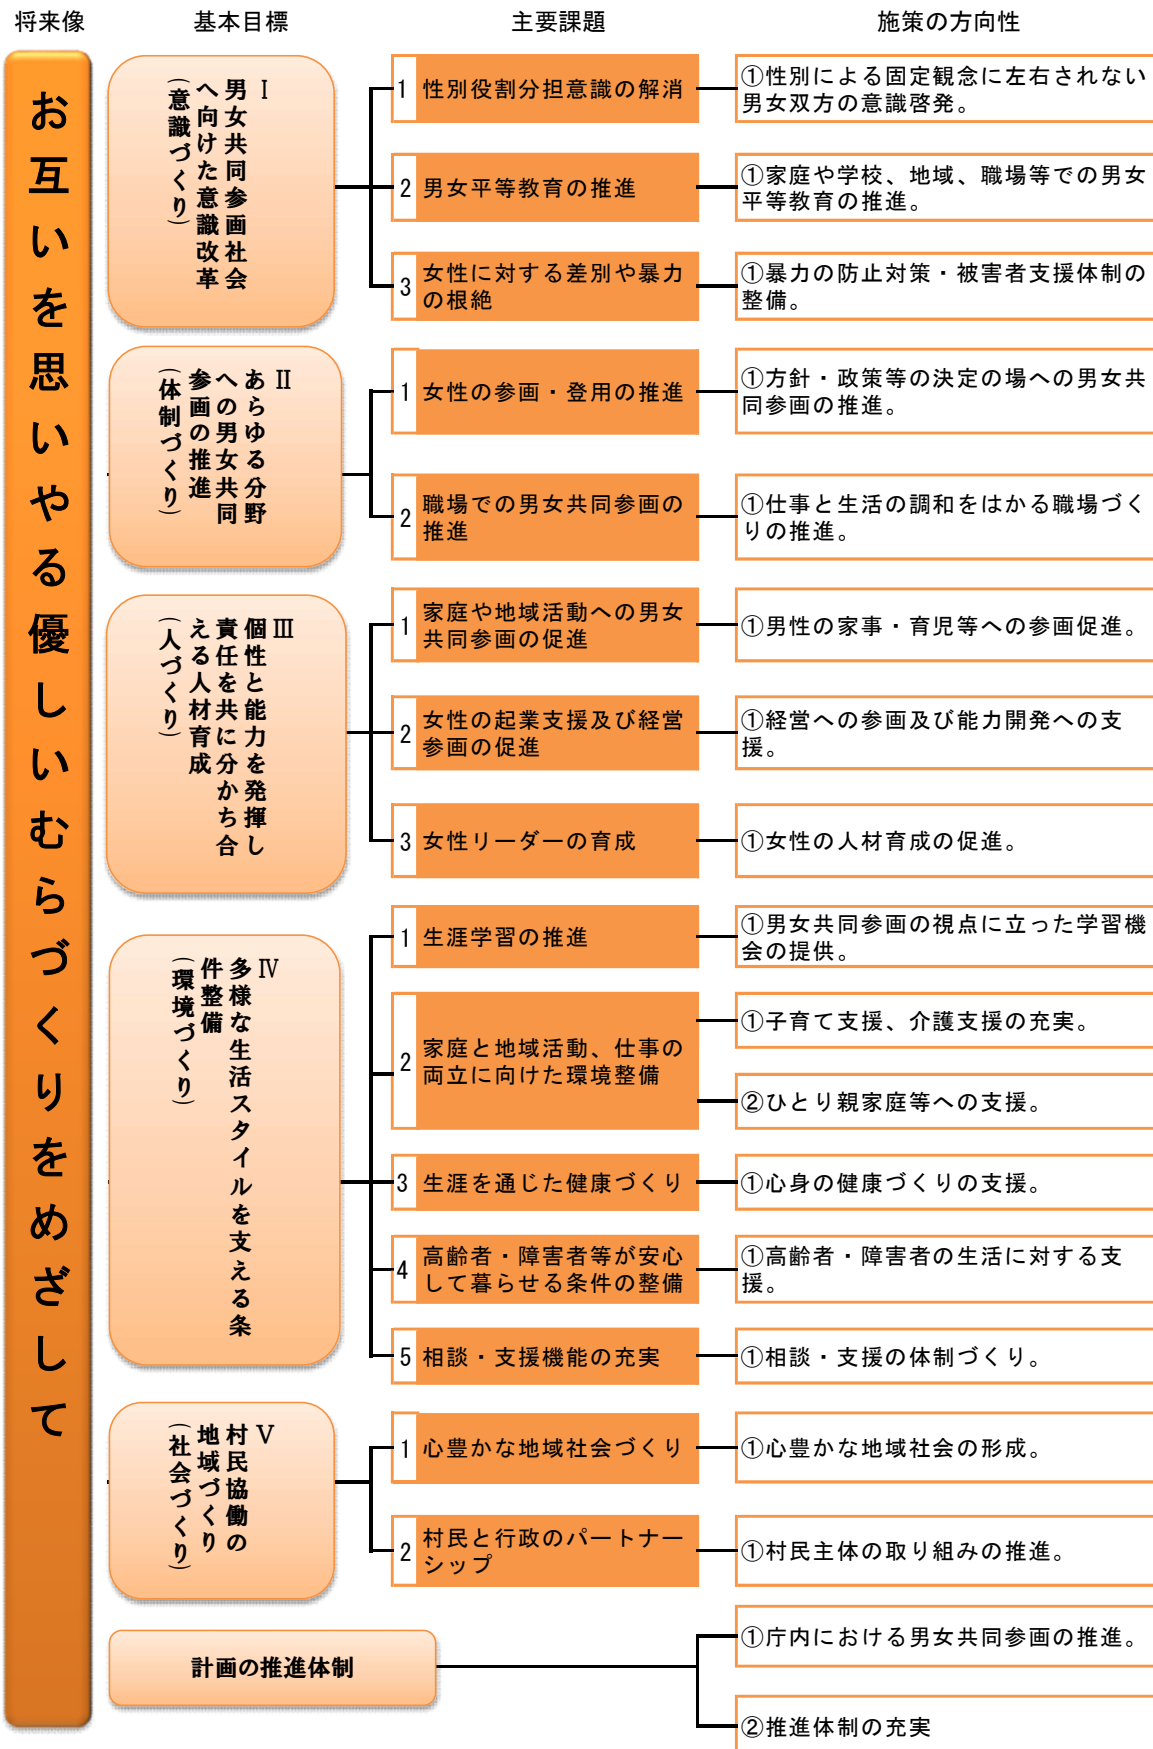 将来像
基本目標
主要課題
施策の方向性
お互いを思いやる優しいむらづくりをめざして
Ⅰ
男女共同参画社会
へ向けた意識改革
（意識づくり）
1
性別役割分担意識の解消
①性別による固定観念に左右されない
男女双方の意識啓発。
2
男女平等教育の推進
①家庭や学校、地域、職場等での男女
平等教育の推進。
3
女性に対する差別や暴力
の根絶
①暴力の防止対策・被害者支援体制の
整備。
Ⅱ
あらゆる分野
への男女共同
参画の推進
（体制づくり）
1
女性の参画・登用の推進
①方針・政策等の決定の場への男女共
同参画の推進。
2
職場での男女共同参画の
推進
①仕事と生活の調和をはかる職場づく
りの推進。
Ⅲ
個性と能力を発揮し
責任を共に分かち合
える人材育成
（人づくり）
1
家庭や地域活動への男女
共同参画の促進
①男性の家事・育児等への参画促進。
2
女性の起業支援及び経営
参画の促進
①経営への参画及び能力開発への支
援。
3
女性リーダーの育成
①女性の人材育成の促進。
Ⅳ
多様な生活スタイルを支える条
件整備
（環境づくり）
1
生涯学習の推進
①男女共同参画の視点に立った学習機
会の提供。
2
家庭と地域活動、仕事の
両立に向けた環境整備
①子育て支援、介護支援の充実。
②ひとり親家庭等への支援。
3
生涯を通じた健康づくり
①心身の健康づくりの支援。
4
高齢者・障害者等が安心
して暮らせる条件の整備
①高齢者・障害者の生活に対する支
援。
5
相談・支援機能の充実
①相談・支援の体制づくり。
Ⅴ
村民協働の
地域づくり
（社会づくり）
1
心豊かな地域社会づくり
①心豊かな地域社会の形成。
2
村民と行政のパートナー
シップ
①村民主体の取り組みの推進。
計画の推進体制
①庁内における男女共同参画の推進。
②推進体制の充実